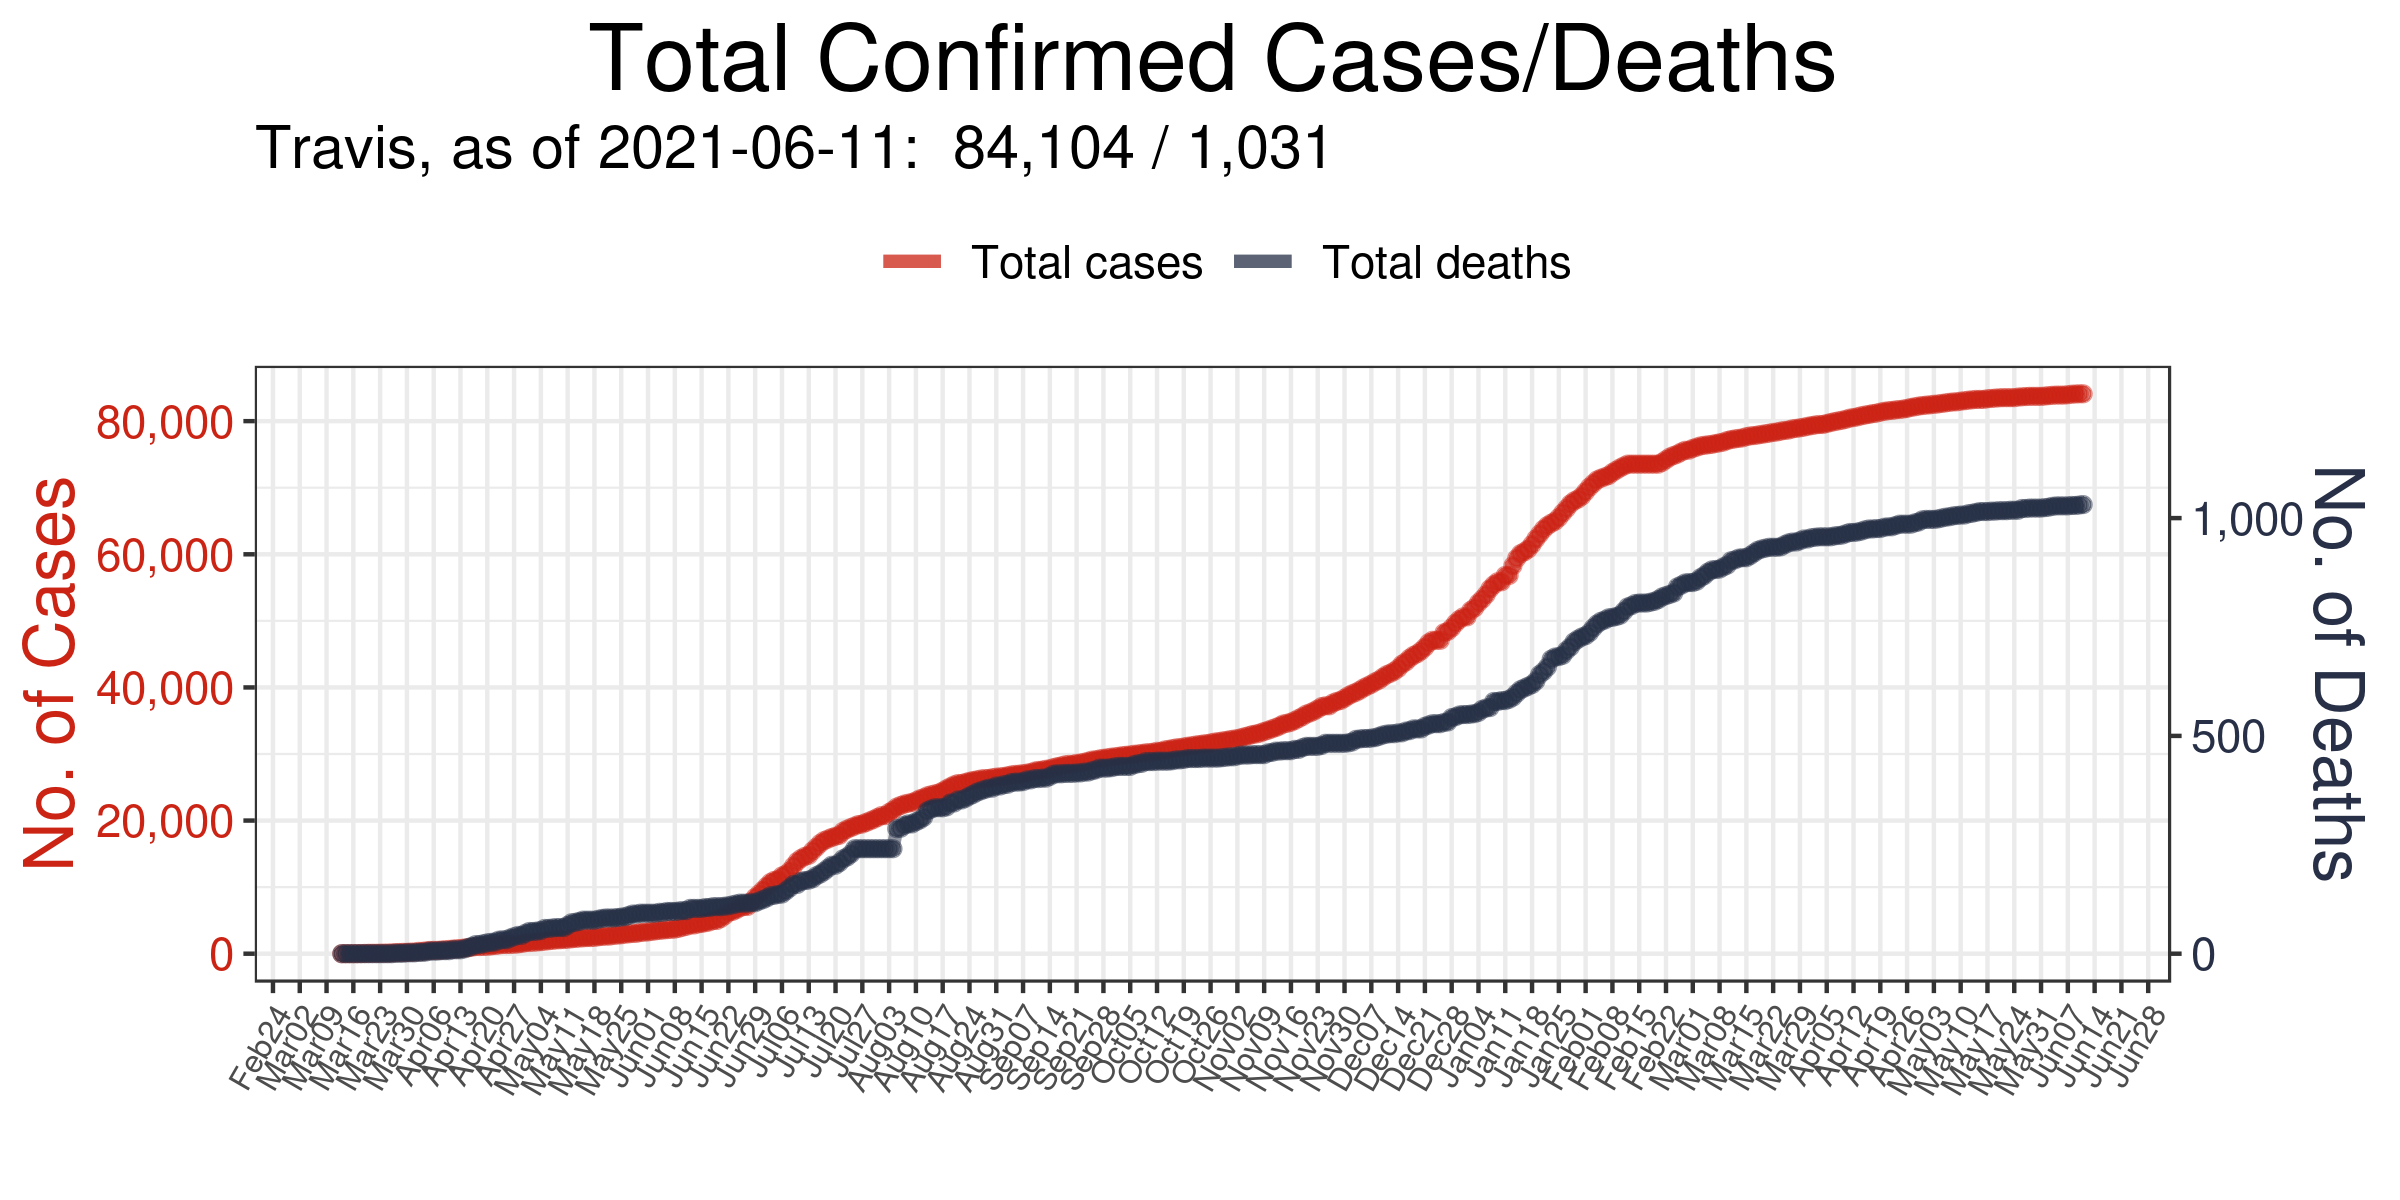 Total Confirmed Cases/Deaths
Travis, as of 2021-06-11:  84,104 / 1,031
Total cases
Total deaths
No. of Cases
80,000
60,000
40,000
20,000
0
No. of Deaths
1,000
500
0
Feb24
Mar02
Mar09
Mar16
Mar23
Mar30
Apr06
Apr13
Apr20
Apr27
May04
May11
May18
May25
Jun01
Jun08
Jun15
Jun22
Jun29
Jul06
Jul13
Jul20
Jul27
Aug03
Aug10
Aug17
Aug24
Aug31
Sep07
Sep14
Sep21
Sep28
Oct05
Oct12
Oct19
Oct26
Nov02
Nov09
Nov16
Nov23
Nov30
Dec07
Dec14
Dec21
Dec28
Jan04
Jan11
Jan18
Jan25
Feb01
Feb08
Feb15
Feb22
Mar01
Mar08
Mar15
Mar22
Mar29
Apr05
Apr12
Apr19
Apr26
May03
May10
May17
May24
May31
Jun07
Jun14
Jun21
Jun28